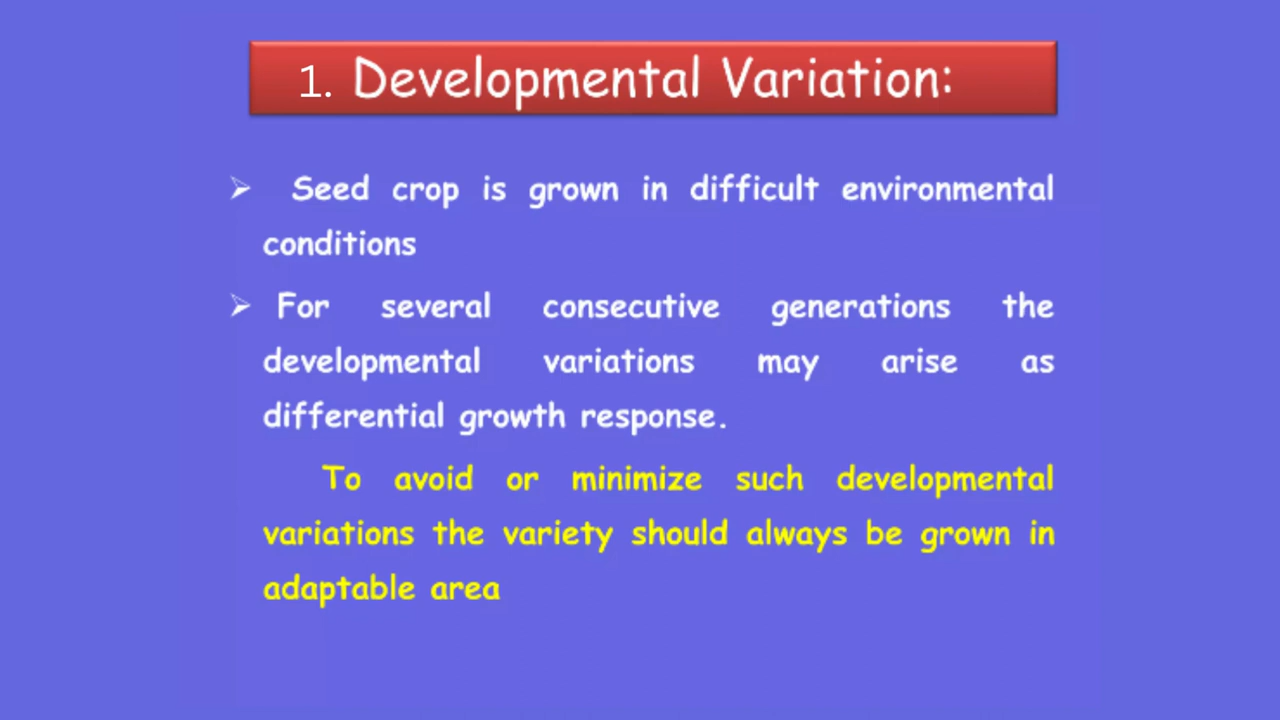 1. Developmental Variation:
➢ Seed crop is grown in difficult environmental
conditions
➢ For several consecutive generations the
developmental variations may arise as
differential growth response.
To avoid or minimize such developmental
variations the variety should always be grown in
adaptable area